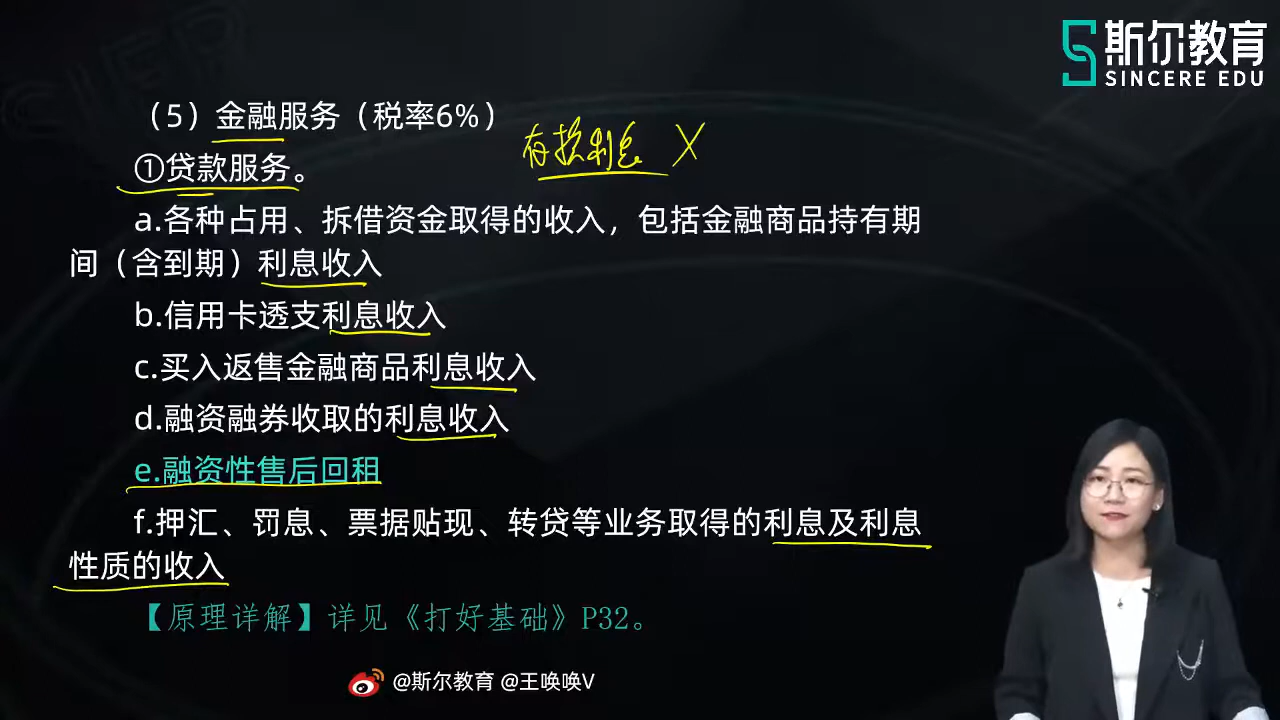 斯尔教育
SINCERE EDU
（5）金融服务（税率6%）
存款利息 X
①贷款服务。
a.各种占用、拆借资金取得的收入，包括金融商品持有期
间（含到期）利息收入
b.信用卡透支利息收入
c.买入返售金融商品利息收入
d.融资融券收取的利息收入
e.融资性售后回租
f.押汇、罚息、票据贴现、转贷等业务取得的利息及利息
性质的收入
【原理详解】详见《打好基础》P32。
@斯尔教育 @王唤唤V